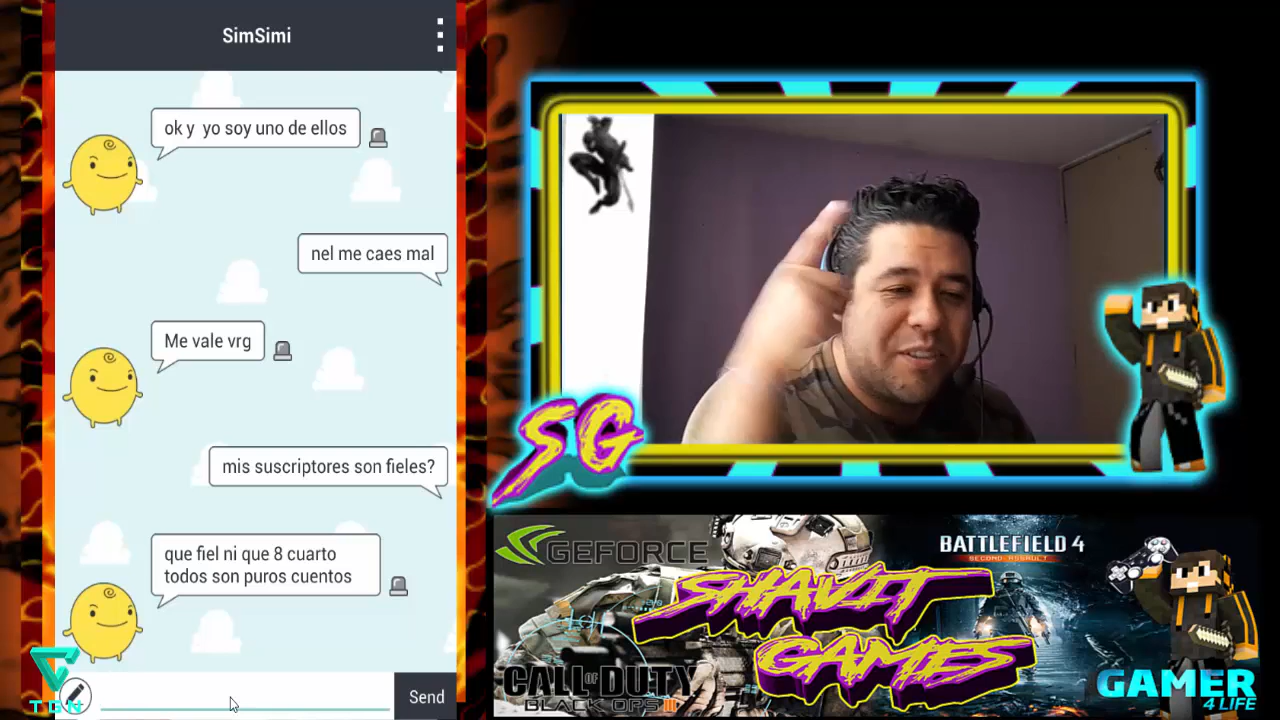 SimSimi
ok y yo soy uno de ellos
nel me caes mal
Me vale vrg
mis suscriptores son fieles?
que fiel ni que 8 cuarto
todos son puros cuentos
Send
TGN
SG
GEFORCE
BATTLEFIELD 4
SECOND ASSAULT
SHAVIT
GAMES
CALL OF DUTY
BLACK OPS III
GAMER
4 LIFE